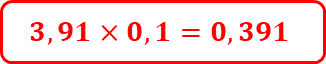 3,91 × 0,1 = 0,391